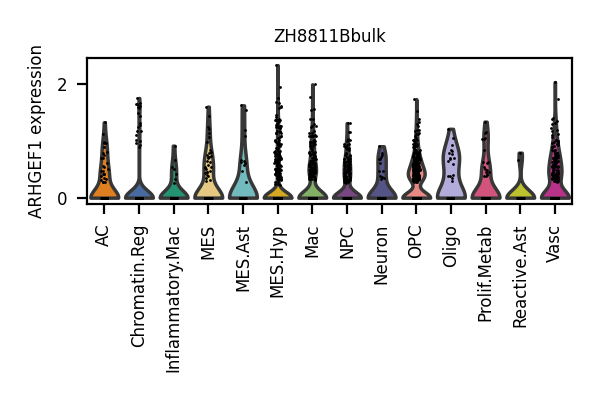 ZH8811Bbulk
ARHGEF1 expression
2
0
AC
Chromatin.Reg
Inflammatory.Mac
MES
MES.Ast
MES.Hyp
Mac
NPC
Neuron
OPC
Oligo
Prolif.Metab
Reactive.Ast
Vasc